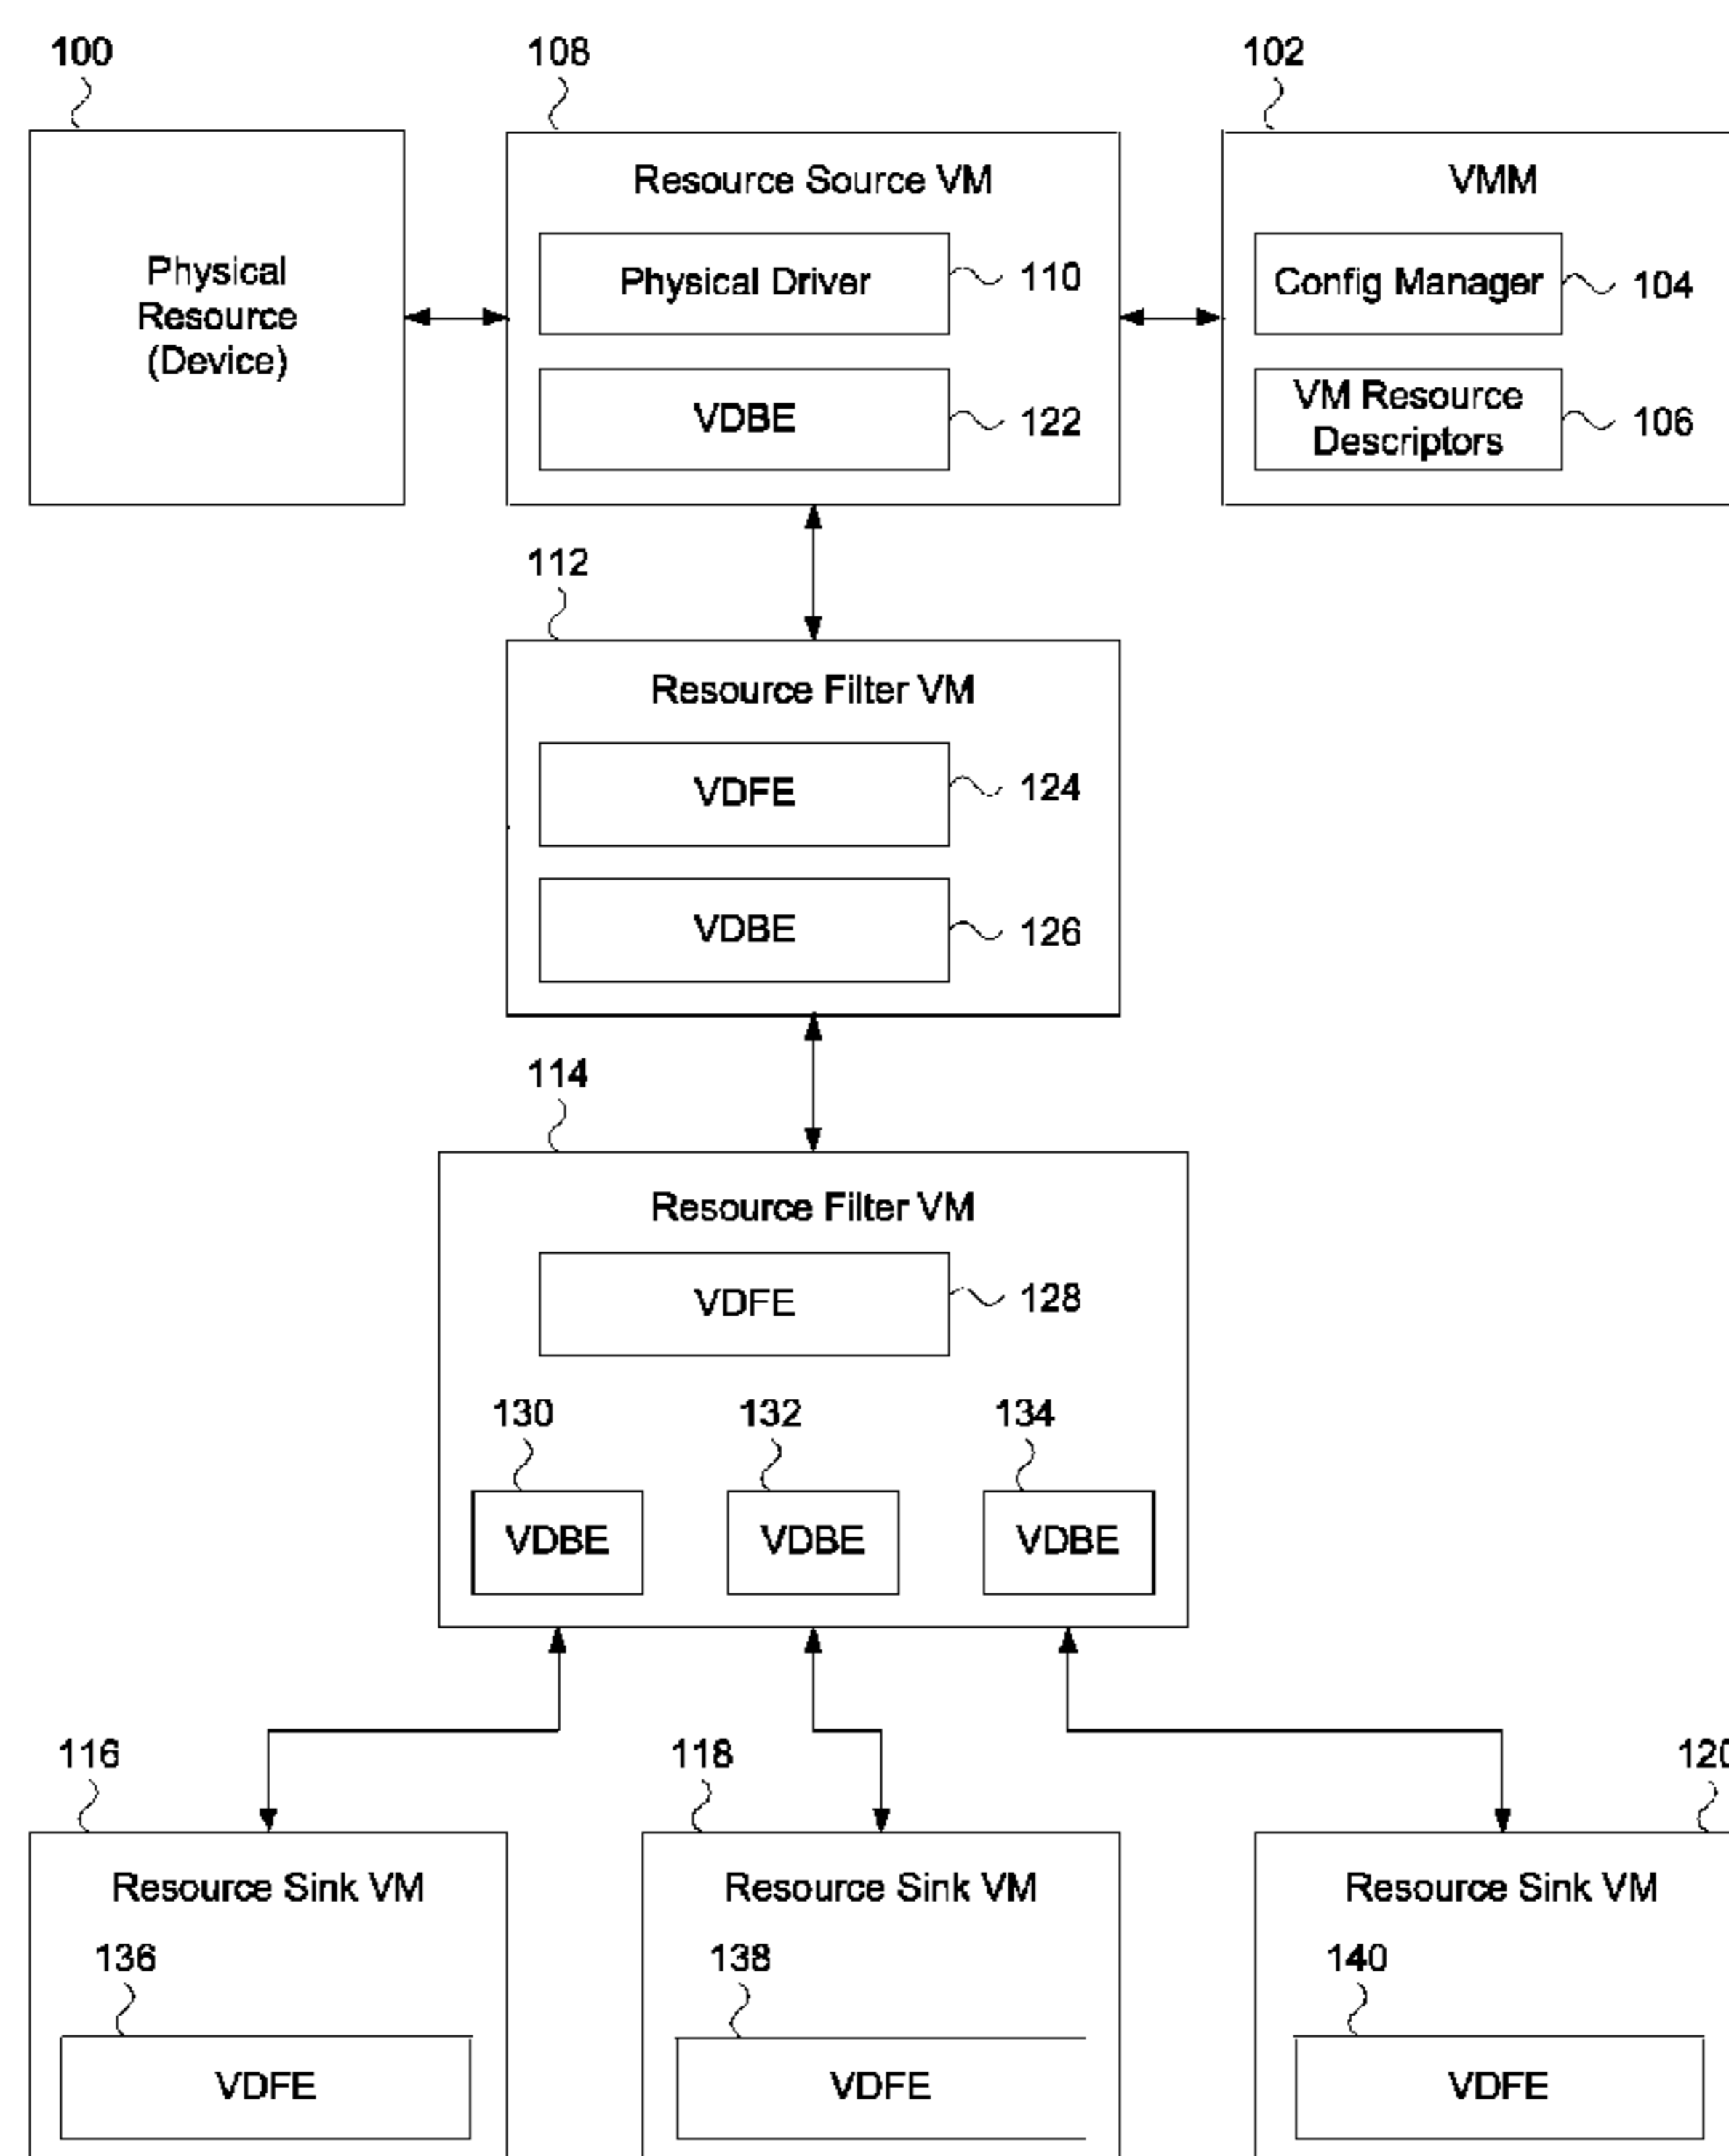 100
108
102
Physical
Resource
(Device)
Resource Source VM
Physical Driver
110
VDBE
122
VMM
Config Manager
104
VM Resource
Descriptors
106
112
Resource Filter VM
VDFE
124
VDBE
126
114
Resource Filter VM
VDFE
128
130
132
134
VDBE
VDBE
VDBE
116
118
120
Resource Sink VM
136
VDFE
Resource Sink VM
138
VDFE
Resource Sink VM
140
VDFE